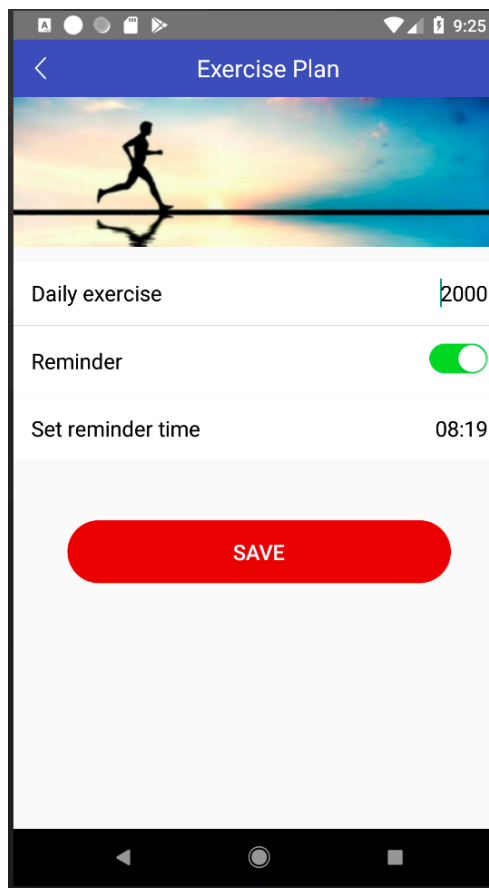 9:25
Exercise Plan
Daily exercise 2000
Reminder
Set reminder time 08:19
SAVE